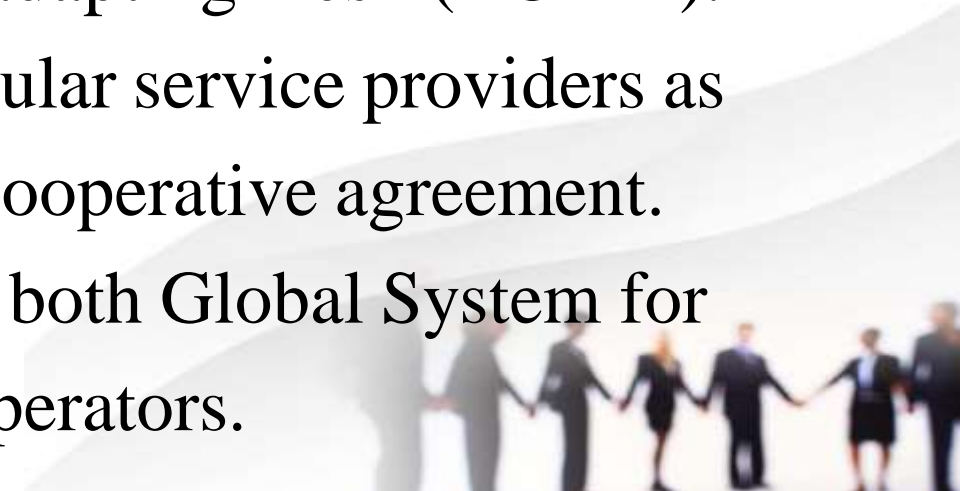 ular service providers as
ooperative agreement.
both Global System for
perators.